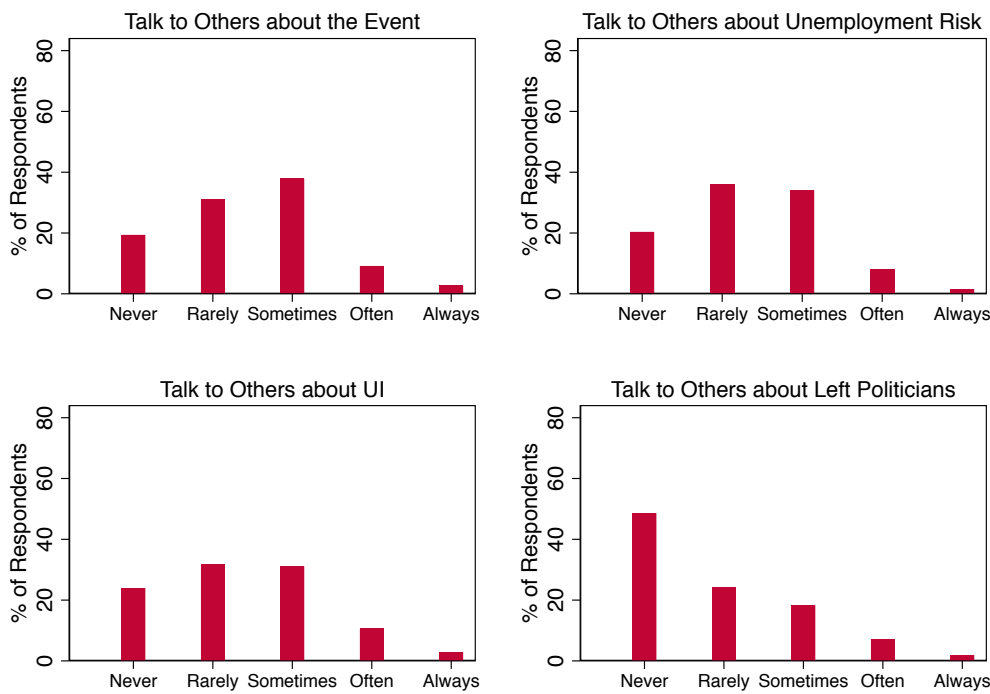 Talk to Others about the Event
% of Respondents
80
60
40
20
0
Never Rarely Sometimes Often Always
Talk to Others about Unemployment Risk
% of Respondents
80
60
40
20
0
Never Rarely Sometimes Often Always
Talk to Others about UI
% of Respondents
80
60
40
20
0
Never Rarely Sometimes Often Always
Talk to Others about Left Politicians
% of Respondents
80
60
40
20
0
Never Rarely Sometimes Often Always